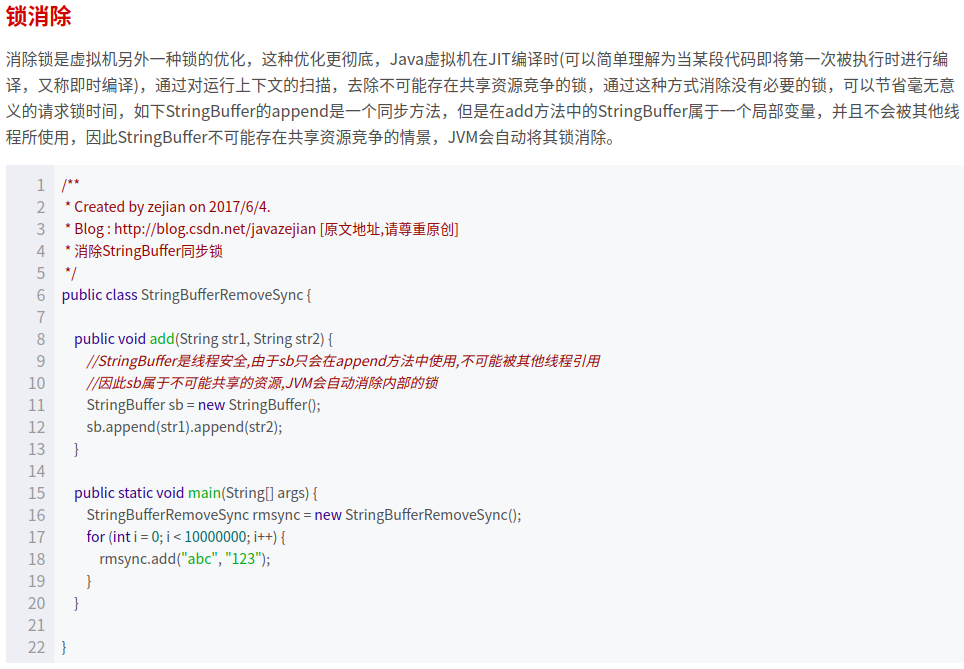 锁消除
消除锁是虚拟机另外一种锁的优化，这种优化更彻底，Java虚拟机在JIT编译时(可以简单理解为当某段代码即将第一次被执行时进行编
译，又称即时编译)，通过对运行上下文的扫描，去除不可能存在共享资源竞争的锁，通过这种方式消除没有必要的锁，可以节省毫无意
义的请求锁时间，如下StringBuffer的append是一个同步方法，但是在add方法中的StringBuffer属于一个局部变量，并且不会被其他线
程所使用，因此StringBuffer不可能存在共享资源竞争的情景，JVM会自动将其锁消除。
1 /**
2  * Created by zejian on 2017/6/4.
3  * Blog : http://blog.csdn.net/javazejian [原文地址,请尊重原创]
4  * 消除StringBuffer同步锁
5  */
6 public class StringBufferRemoveSync {
7
8     public void add(String str1, String str2) {
9         //StringBuffer是线程安全,由于sb只会在append方法中使用,不可能被其他线程引用
10         //因此sb属于不可能共享的资源,JVM会自动消除内部的锁
11         StringBuffer sb = new StringBuffer();
12         sb.append(str1).append(str2);
13     }
14
15     public static void main(String[] args) {
16         StringBufferRemoveSync rmsync = new StringBufferRemoveSync();
17         for (int i = 0; i < 10000000; i++) {
18             rmsync.add("abc", "123");
19         }
20     }
21
22 }